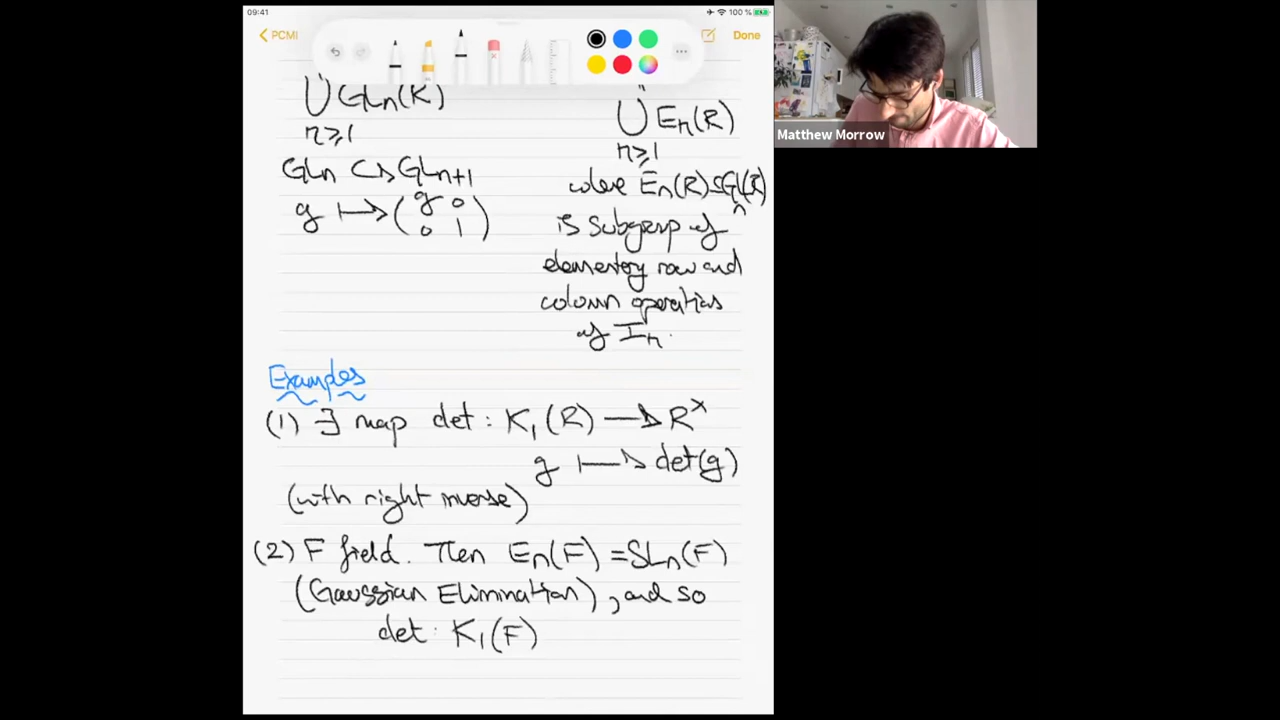 09:41
100 %
PCMI
Done
⋃ GLn(K)
n≥1
GLn ↪ GLn+1
g ↦ (g 0
0 1)
⋃ En(R)
n≥1
where En(R) ≤ GLn(R)
is subgroup of
elementary row and
column operations
of In.
Examples
(1) ∃ map det: K1(R) → R^x
g ↦ det(g)
(with right inverse)
(2) F field. Then En(F) = SLn(F)
(Gaussian Elimination), and so
det: K1(F)
Matthew Morrow